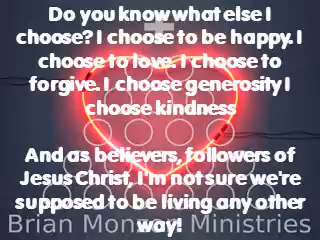 Do you know what else I
choose? I choose to be happy. I
choose to love. I choose to
forgive. I choose generosity I
choose kindness
And as believers, followers of
Jesus Christ, I'm not sure we're
supposed to be living any other
way!
Brian Monzon Ministries